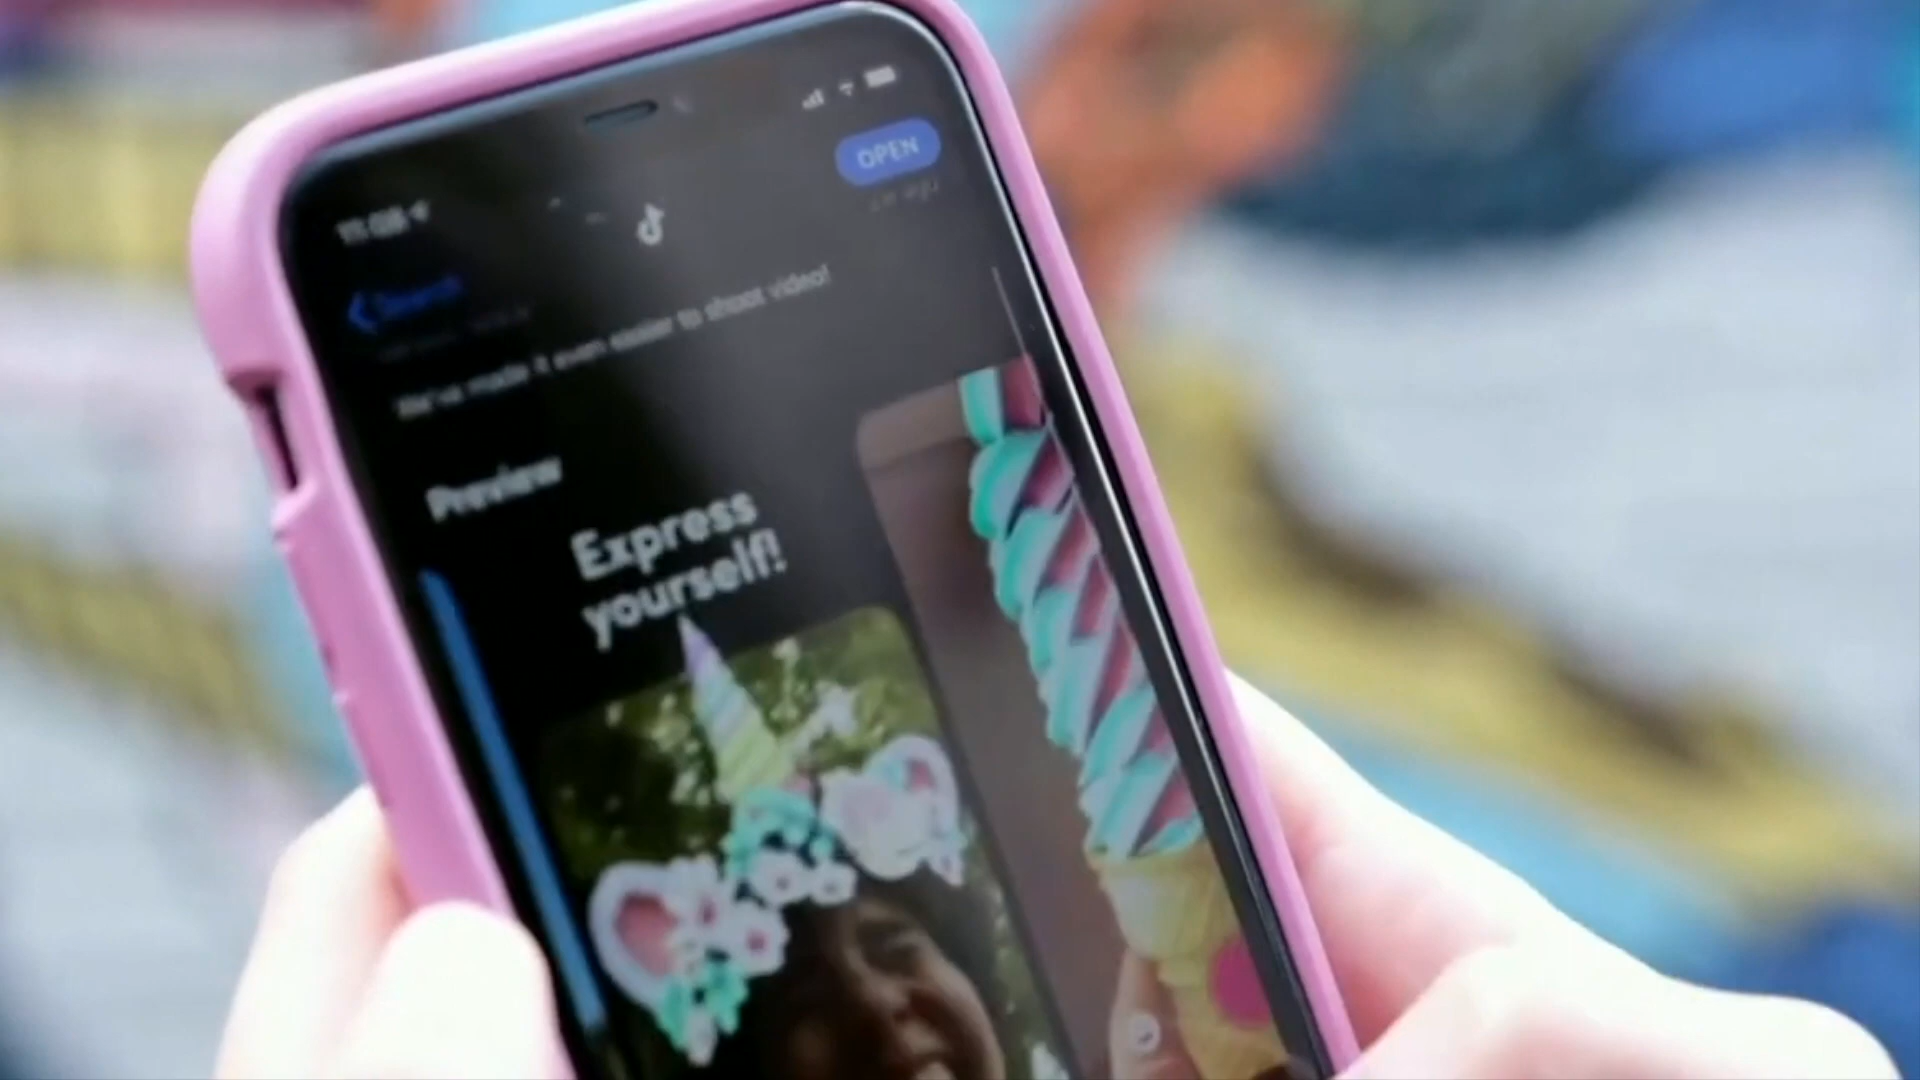 OPEN
Search
We've made it even easier to shoot video!
Preview
Express
yourself!